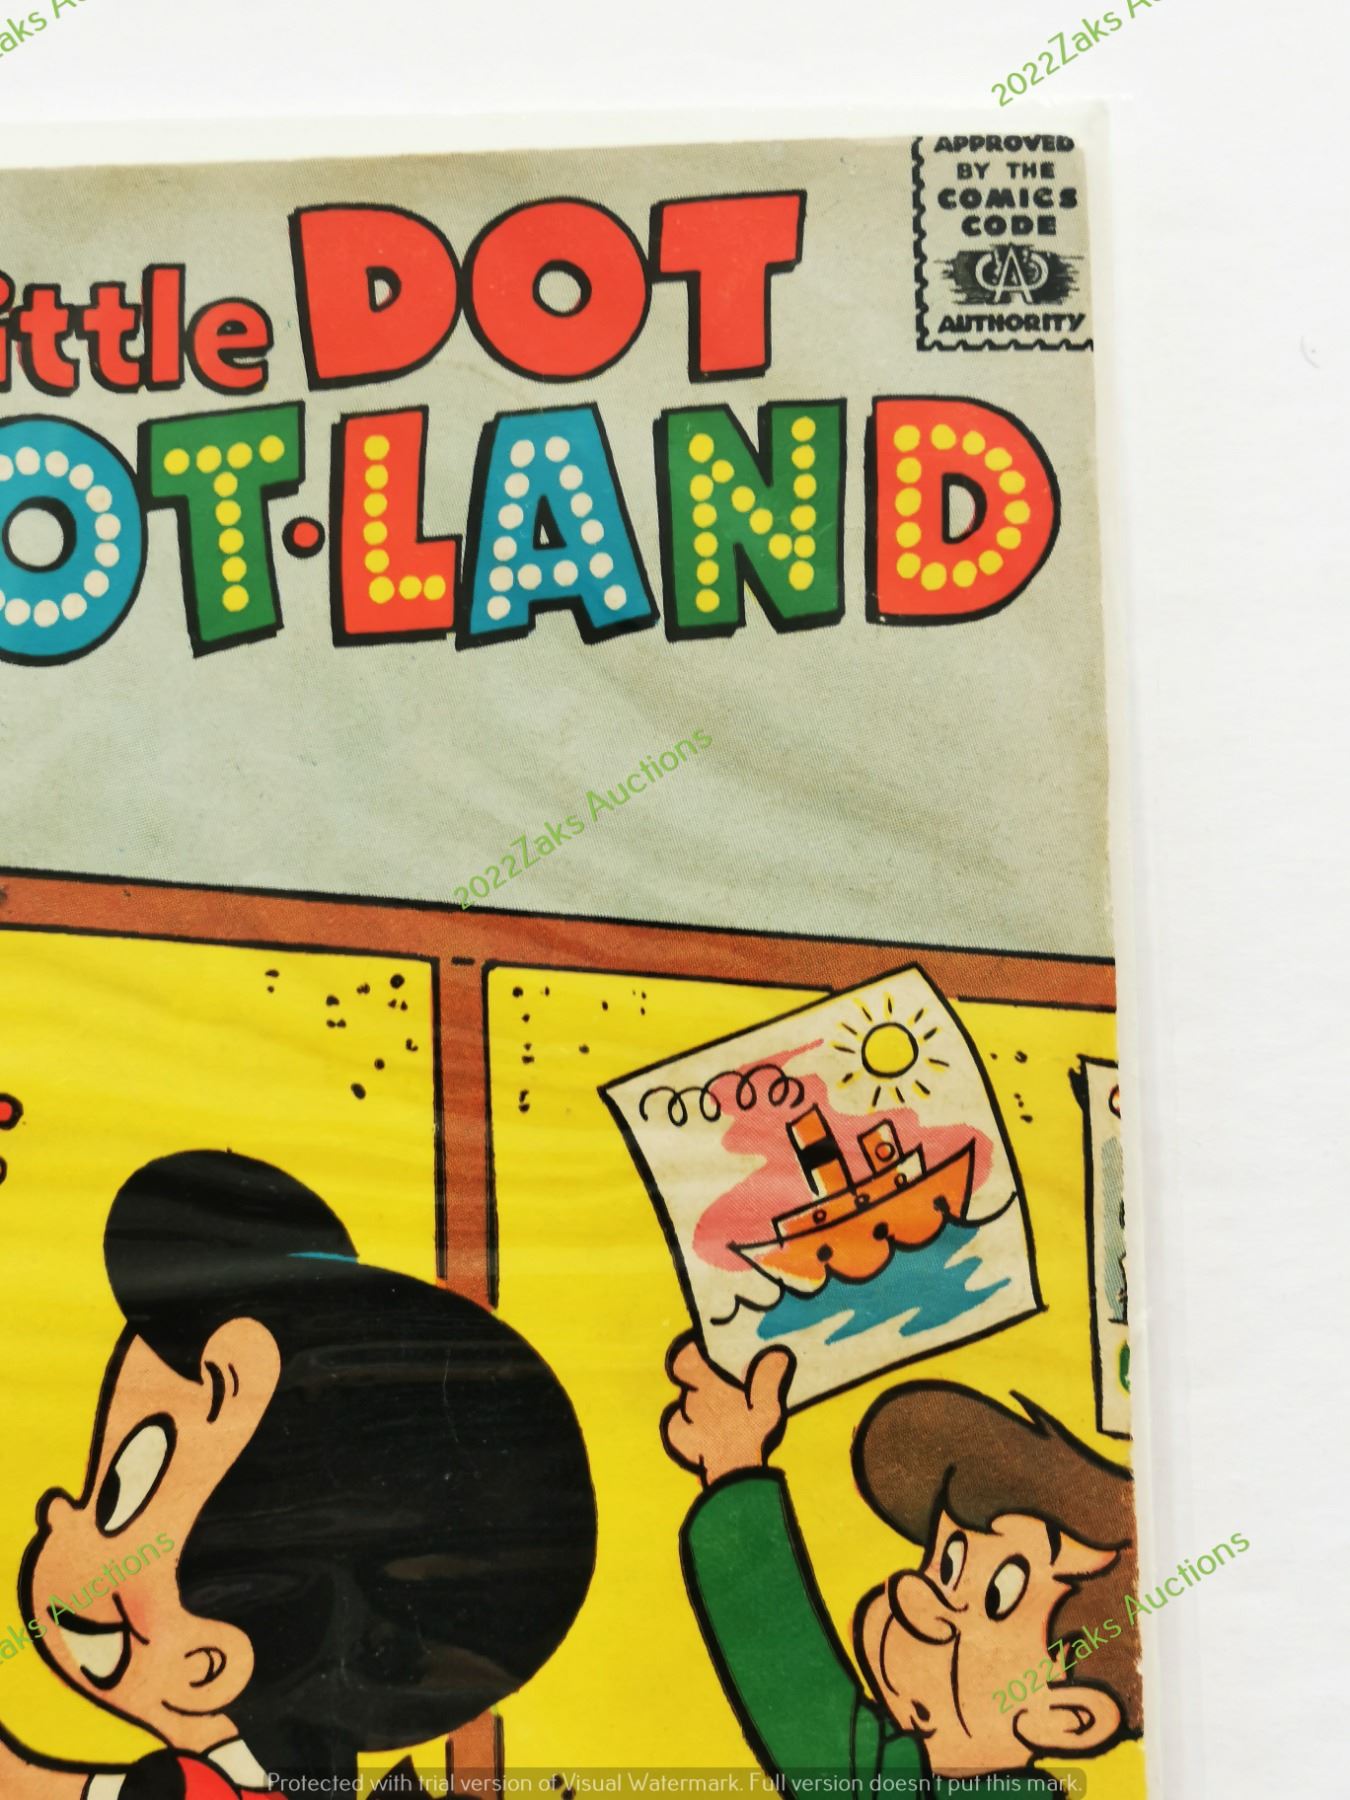 2022Zaks
APPROVED
BY THE
COMICS
CODE
CA
AUTHORITY
ittle DOT
OT·LAND
2022Zaks Auctions
2022Zaks Auctions
aks Auctions
Protected with trial version of Visual Watermark. Full version doesn't put this mark.